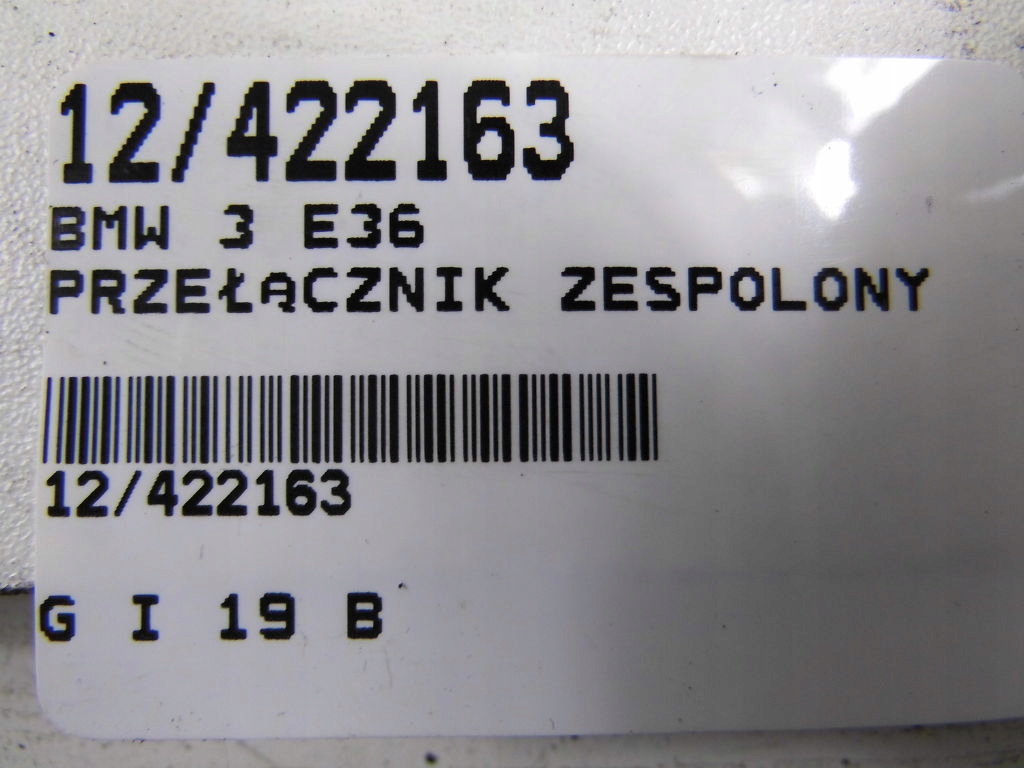 12/422163
BMW 3 E36
PRZEŁĄCZNIK ZESPOLONY
12/422163
G I 19 B